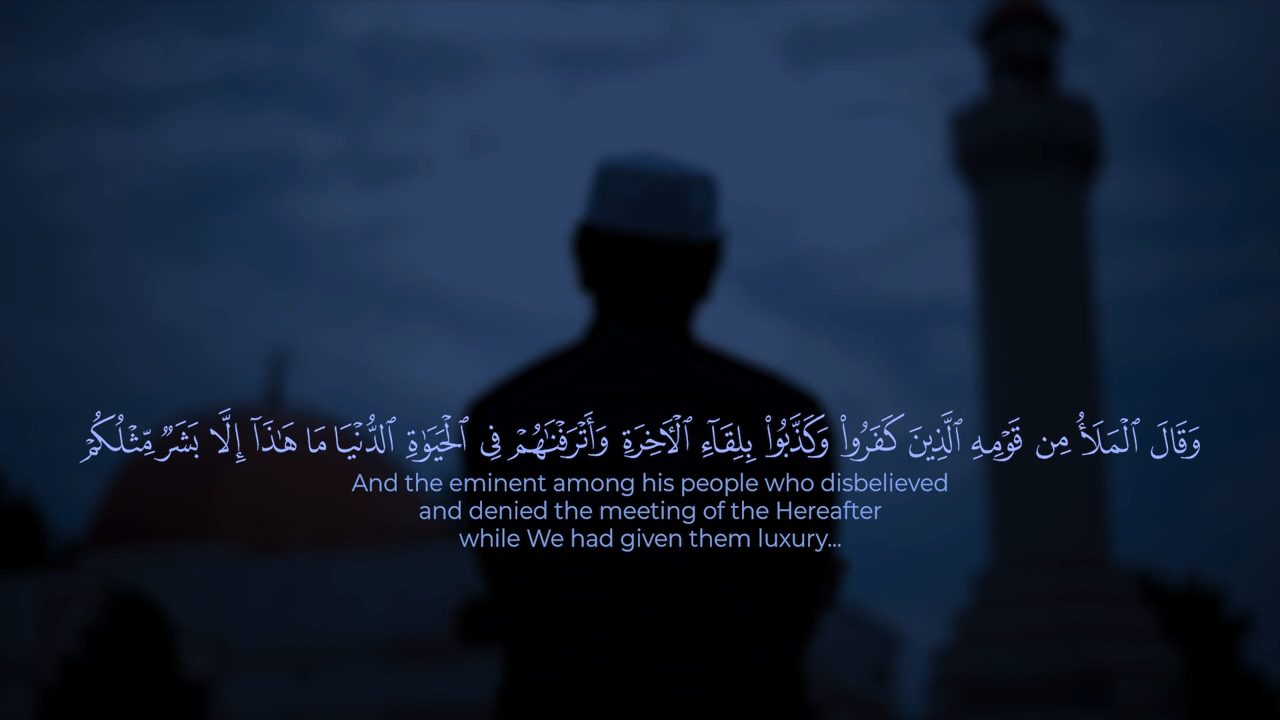 وَقَالَ ٱلْمَلَأُ مِن قَوْمِهِ ٱلَّذِينَ كَفَرُوا۟ وَكَذَّبُوا۟ بِلِقَآءِ ٱلْأَخِرَةِ وَأَتْرَفْنَٰهُمْ فِى ٱلْحَيَوٰةِ ٱلدُّنْيَا مَا هَٰذَآ إِلَّا بَشَرٌ مِّثْلُكُمْ
And the eminent among his people who disbelieved
and denied the meeting of the Hereafter
while We had given them luxury...